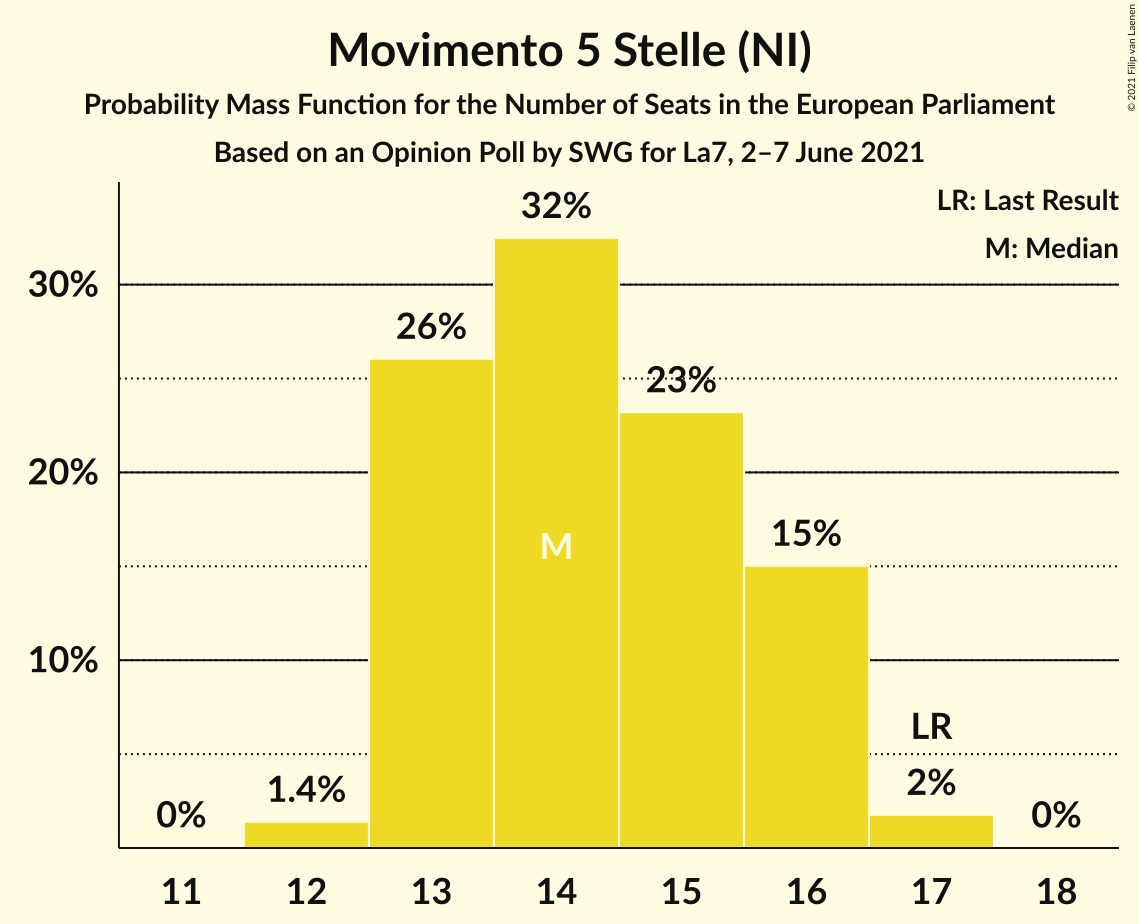 Movimento 5 Stelle (NI)
Probability Mass Function for the Number of Seats in the European Parliament
Based on an Opinion Poll by SWG for La7, 2–7 June 2021
© 2021 Filip van Laenen
LR: Last Result
M: Median
30%
20%
10%
0%
1.4%
26%
32%
M
23%
15%
LR
2%
0%
11 12 13 14 15 16 17 18